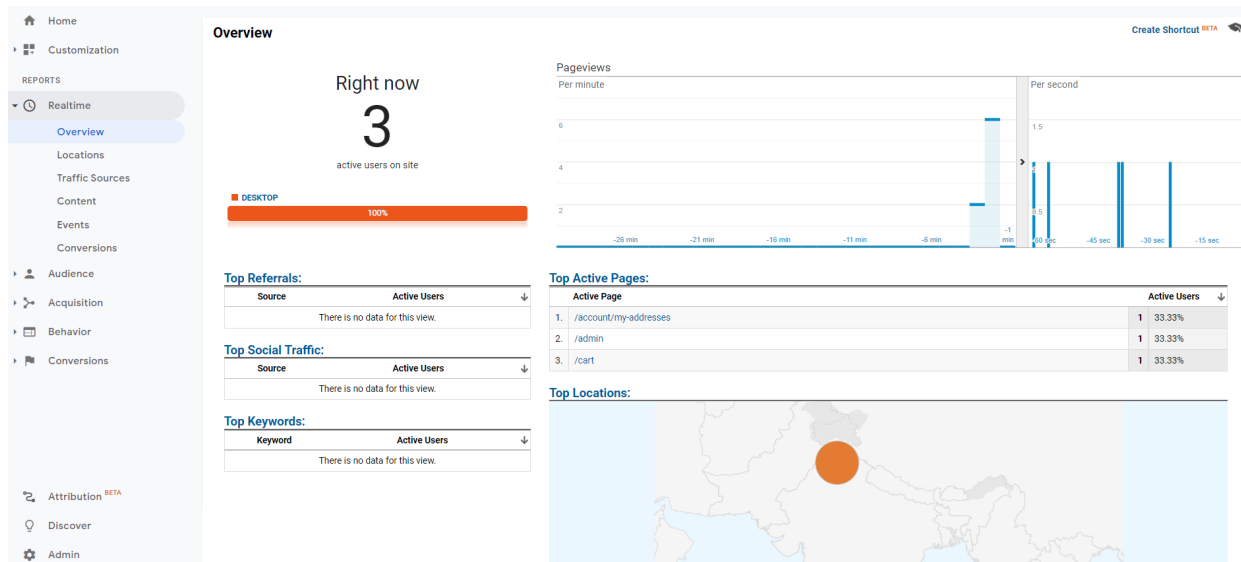 Home
Customization
REPORTS
Realtime
Overview
Locations
Traffic Sources
Content
Events
Conversions
Audience
Acquisition
Behavior
Conversions
Attribution BETA
Discover
Admin
Overview
Create Shortcut BETA
Right now
3
active users on site
DESKTOP
100%
Pageviews
Per minute
6
4
2
-26 min
-21 min
-16 min
-11 min
-6 min
-1
min
Per second
1.5
0.5
-60 sec
-45 sec
-30 sec
-15 sec
Top Referrals:
Source Active Users
There is no data for this view.
Top Social Traffic:
Source Active Users
There is no data for this view.
Top Keywords:
Keyword Active Users
There is no data for this view.
Top Active Pages:
Active Page Active Users
1. /account/my-addresses 1 33.33%
2. /admin 1 33.33%
3. /cart 1 33.33%
Top Locations: